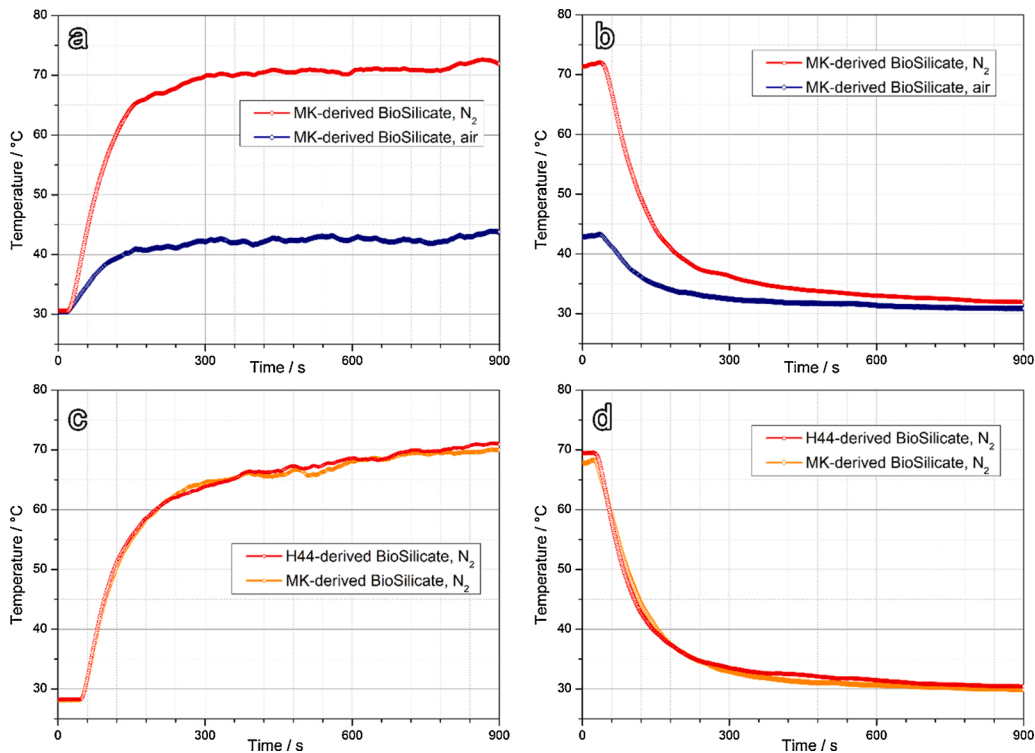 a
80
70
60
50
40
30
Temperature / °C
MK-derived BioSilicate, N₂
MK-derived BioSilicate, air
0
300
600
900
Time / s
b
80
70
60
50
40
30
Temperature / °C
MK-derived BioSilicate, N₂
MK-derived BioSilicate, air
0
300
600
900
Time / s
c
80
70
60
50
40
30
Temperature / °C
H44-derived BioSilicate, N₂
MK-derived BioSilicate, N₂
0
300
600
900
Time / s
d
80
70
60
50
40
30
Temperature / °C
H44-derived BioSilicate, N₂
MK-derived BioSilicate, N₂
0
300
600
900
Time / s